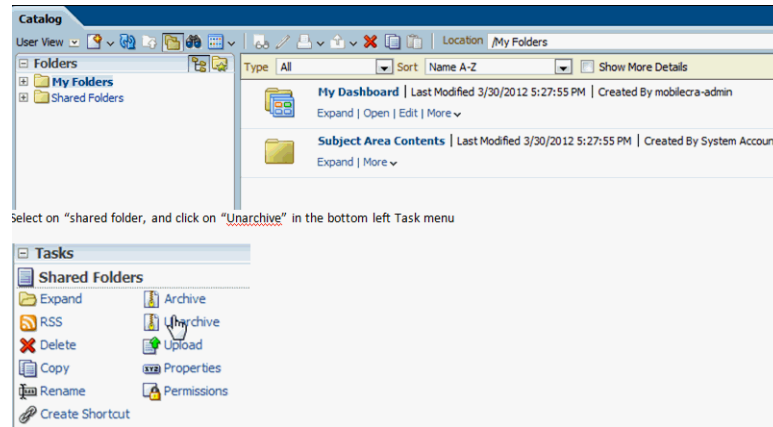 Catalog
User View
Location /My Folders
Folders
Type All Sort Name A-Z Show More Details
My Folders
Shared Folders
My Dashboard | Last Modified 3/30/2012 5:27:55 PM | Created By mobilecra-admin
Expand | Open | Edit | More
Subject Area Contents | Last Modified 3/30/2012 5:27:55 PM | Created By System Accoun
Expand | More
Select on “shared folder, and click on “Unarchive” in the bottom left Task menu
Tasks
Shared Folders
Expand Archive
RSS Unarchive
Delete Upload
Copy XYZ Properties
Rename Permissions
Create Shortcut